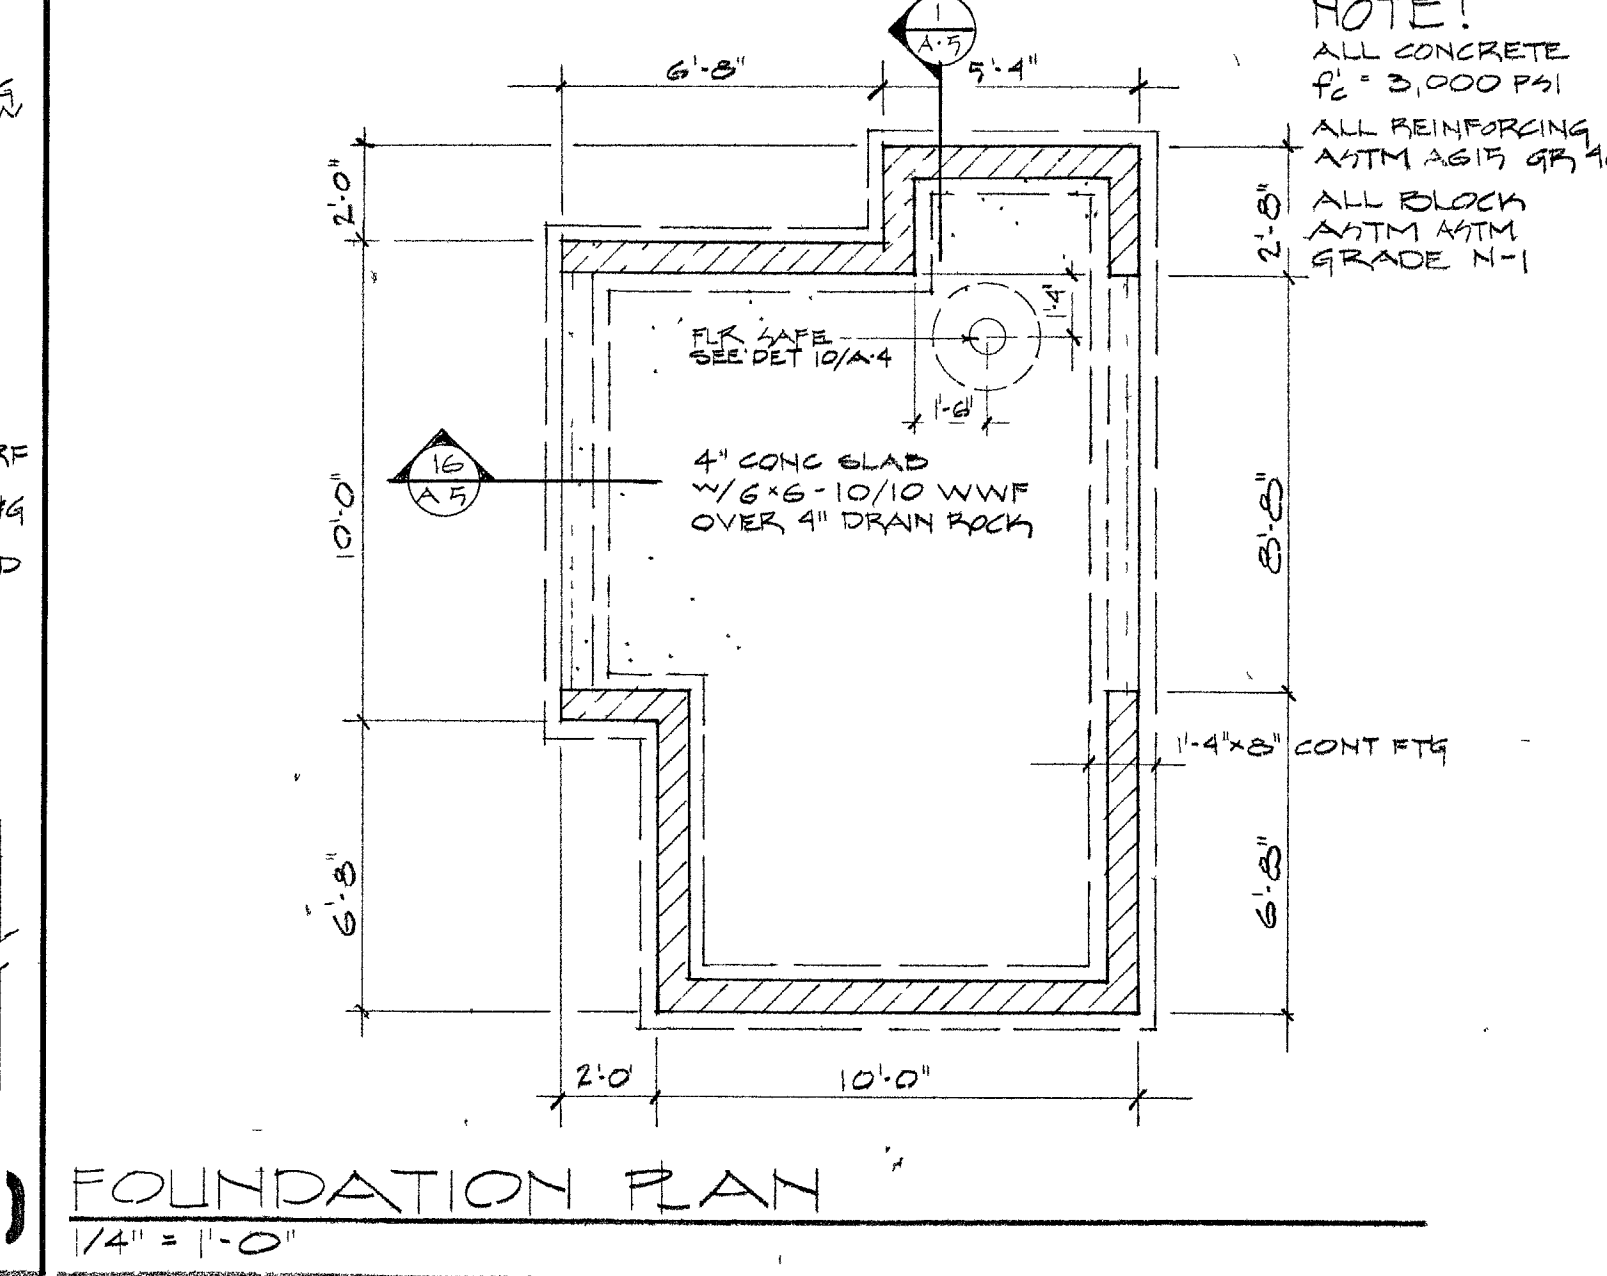 1
A·5
6'-8"
5'-4"
NOTE!
ALL CONCRETE
f'c = 3,000 PSI
ALL REINFORCING
ASTM A615 GR
ALL BLOCK
ASTM ASTM
GRADE N-1
2'-0"
2'-8"
FLR SAFE
SEE DET 10/A·4
1'-4"
1'-6"
16
A 5
4" CONC SLAB
W/ 6×6-10/10 WWF
OVER 4" DRAIN ROCK
10'-0"
8'-8"
1'-4"×8" CONT FTG
6'-8"
6'-8"
2'-0'
10'-0"
FOUNDATION PLAN
1/4" = 1'-0"